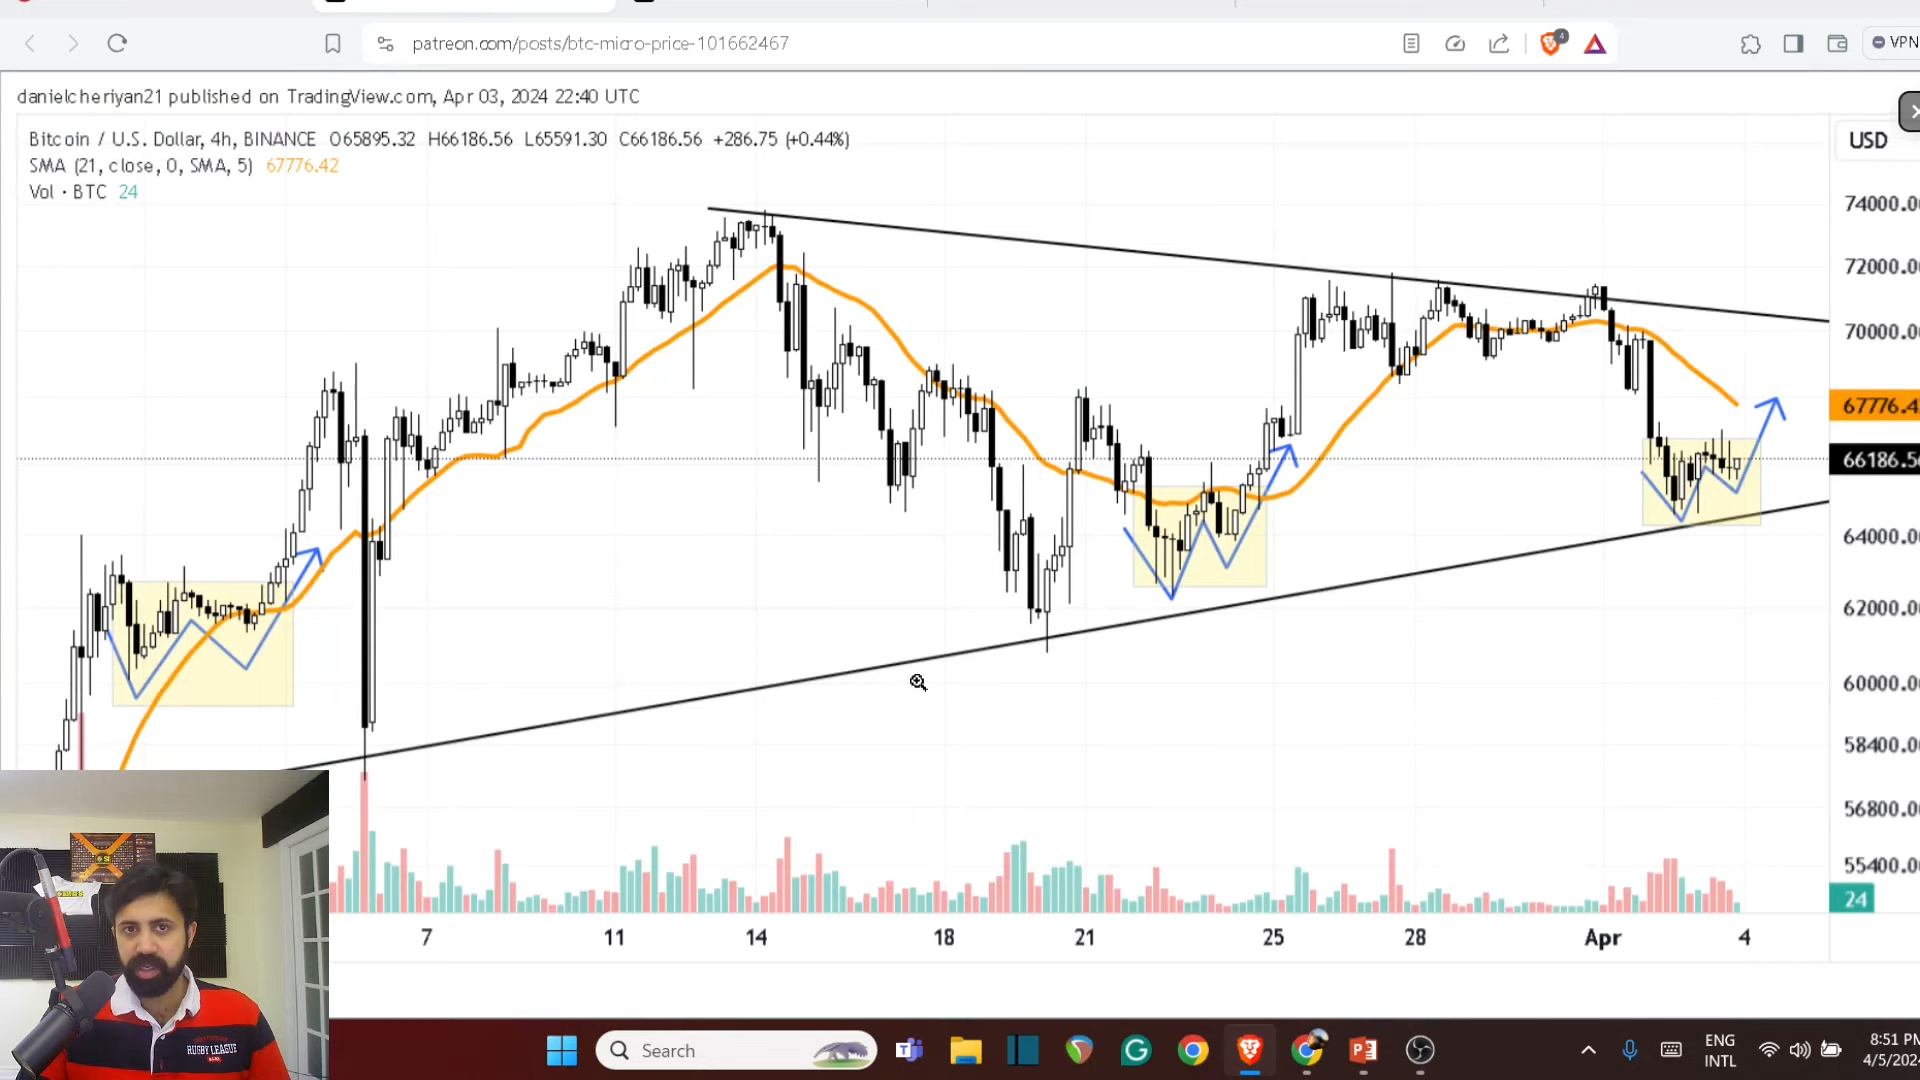 patreon.com/posts/btc-micro-price-101662467
4
VPN
danielcheriyan21 published on TradingView.com, Apr 03, 2024 22:40 UTC
Bitcoin / U.S. Dollar, 4h, BINANCE O65895.32 H66186.56 L65591.30 C66186.56 +286.75 (+0.44%)
USD
SMA (21, close, 0, SMA, 5) 67776.42
Vol · BTC 24
74000.0
72000.0
70000.0
67776.4
66186.5
64000.0
62000.0
60000.0
58400.0
56800.0
55400.0
24
7 11 14 18 21 25 28 Apr 4
RUGBY LEAGUE
Search
ENG
INTL
8:51 PM
4/5/202